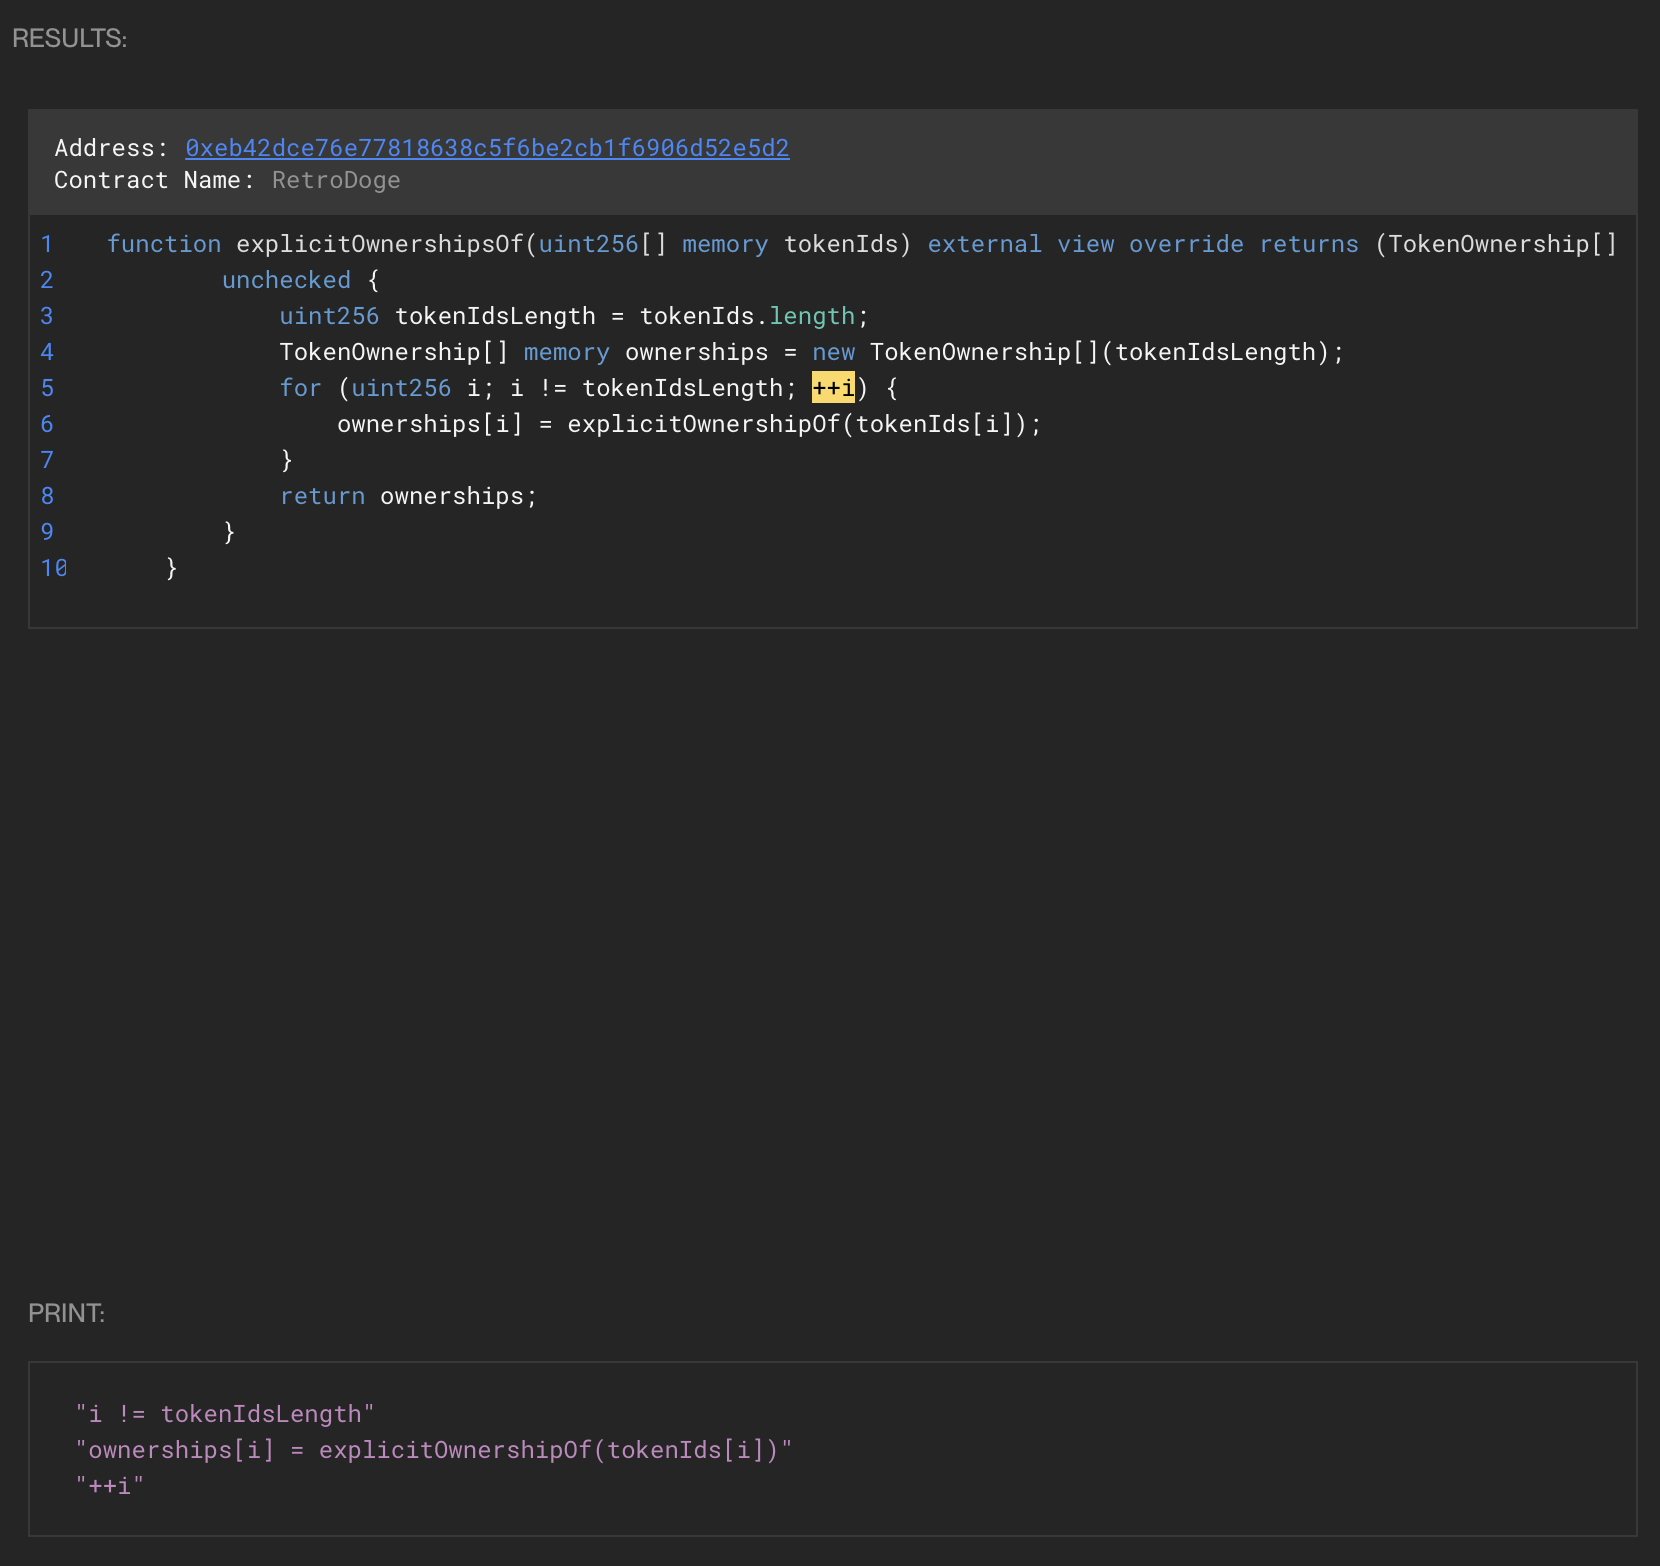 RESULTS:
Address: 0xeb42dce76e77818638c5f6be2cb1f6906d52e5d2
Contract Name: RetroDoge
1 function explicitOwnershipsOf(uint256[] memory tokenIds) external view override returns (TokenOwnership[]
2 unchecked {
3 uint256 tokenIdsLength = tokenIds.length;
4 TokenOwnership[] memory ownerships = new TokenOwnership[](tokenIdsLength);
5 for (uint256 i; i != tokenIdsLength; ++i) {
6 ownerships[i] = explicitOwnershipOf(tokenIds[i]);
7 }
8 return ownerships;
9 }
10 }
PRINT:
"i != tokenIdsLength"
"ownerships[i] = explicitOwnershipOf(tokenIds[i])"
"++i"